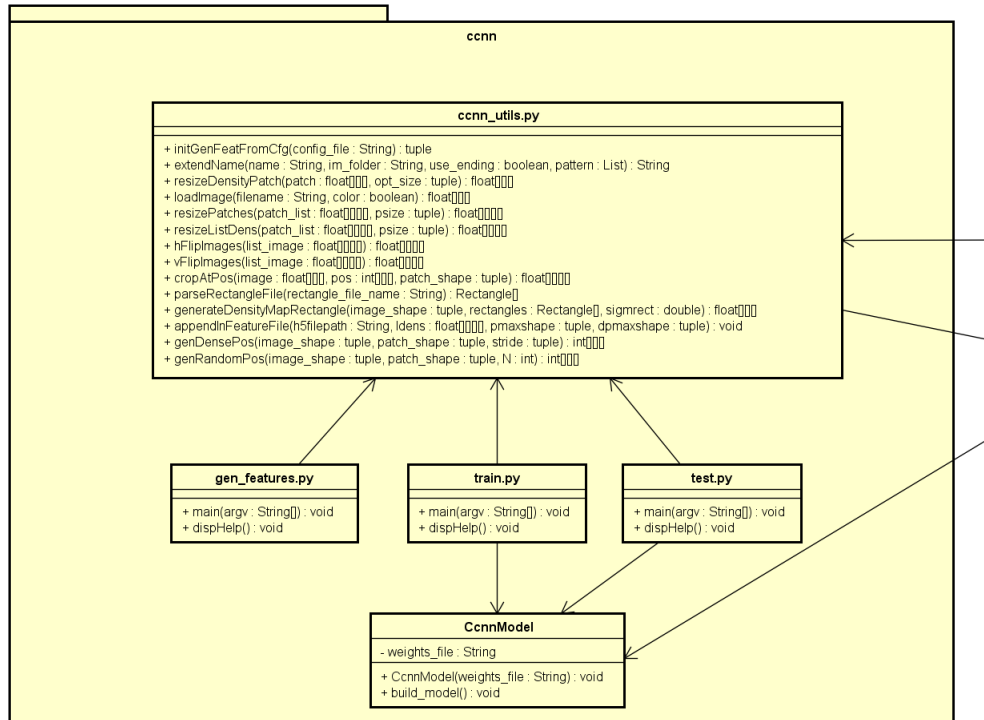 ccnn
ccnn_utils.py
+ initGenFeatFromCfg(config_file : String) : tuple
+ extendName(name : String, im_folder : String, use_ending : boolean, pattern : List) : String
+ resizeDensityPatch(patch : float[][][], opt_size : tuple) : float[][][]
+ loadImage(filename : String, color : boolean) : float[][][]
+ resizePatches(patch_list : float[][][][], psize : tuple) : float[][][][]
+ resizeListDens(patch_list : float[][][][], psize : tuple) : float[][][][]
+ hFlipImages(list_image : float[][][][]) : float[][][][]
+ vFlipImages(list_image : float[][][][]) : float[][][][]
+ cropAtPos(image : float[][][], pos : int[][][], patch_shape : tuple) : float[][][][]
+ parseRectangleFile(rectangle_file_name : String) : Rectangle[]
+ generateDensityMapRectangle(image_shape : tuple, rectangles : Rectangle[], sigmrect : double) : float[][][]
+ appendInFeatureFile(h5filepath : String, ldens : float[][][][], pmaxshape : tuple, dpmaxshape : tuple) : void
+ genDensePos(image_shape : tuple, patch_shape : tuple, stride : tuple) : int[][][]
+ genRandomPos(image_shape : tuple, patch_shape : tuple, N : int) : int[][][]
gen_features.py
+ main(argv : String[]) : void
+ dispHelp() : void
train.py
+ main(argv : String[]) : void
+ dispHelp() : void
test.py
+ main(argv : String[]) : void
+ dispHelp() : void
CcnnModel
- weights_file : String
+ CcnnModel(weights_file : String) : void
+ build_model() : void